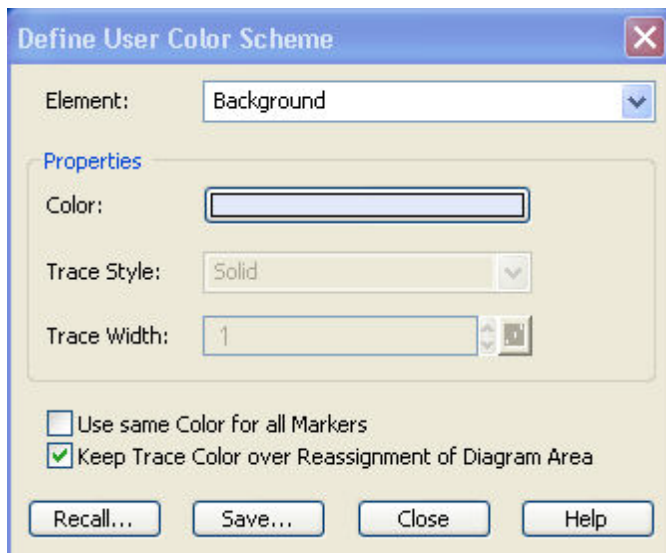 Define User Color Scheme
Element: Background
Properties
Color:
Trace Style: Solid
Trace Width: 1
Use same Color for all Markers
Keep Trace Color over Reassignment of Diagram Area
Recall... Save... Close Help